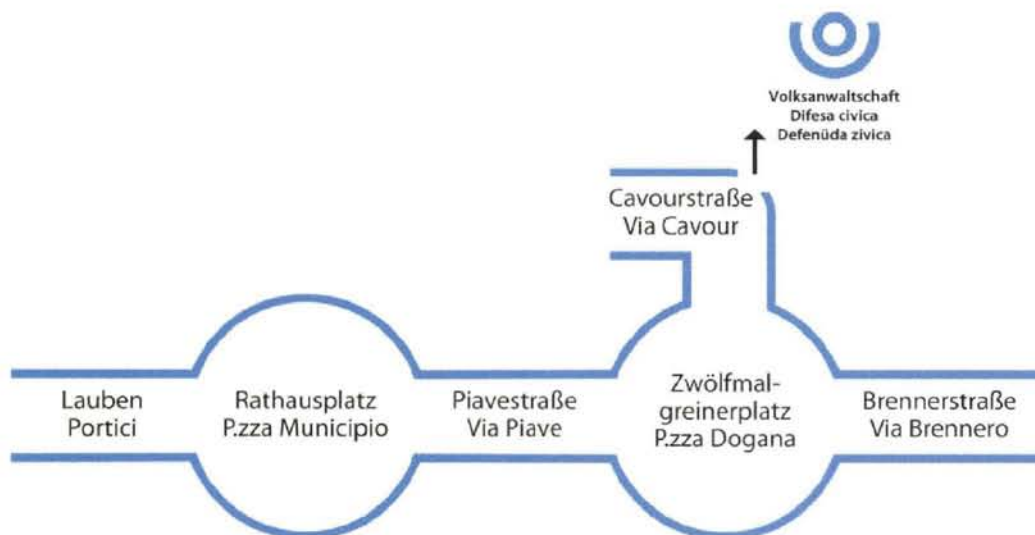 Volksanwaltschaft
Difesa civica
Defenüda zivica
Cavourstraße
Via Cavour
Lauben
Portici
Rathausplatz
P.zza Municipio
Piavestraße
Via Piave
Zwölfmal-
greinerplatz
P.zza Dogana
Brennerstraße
Via Brennero